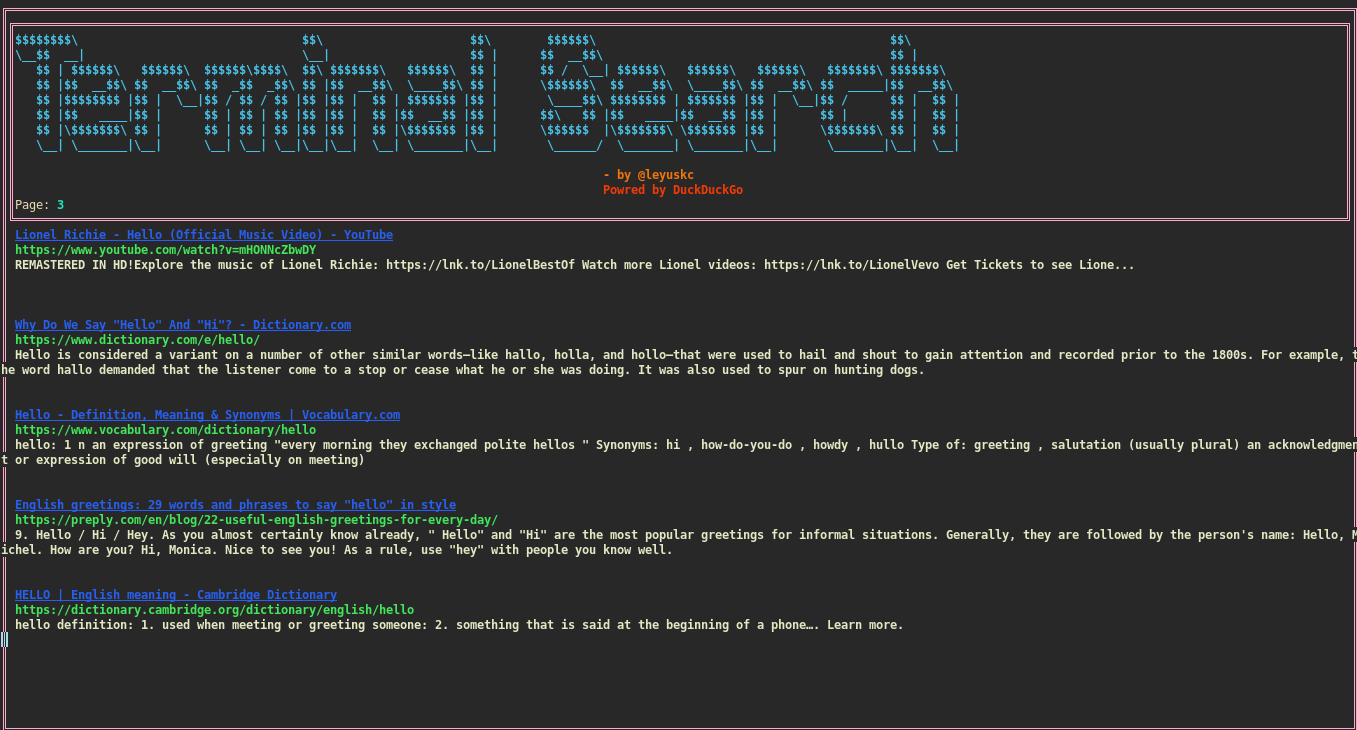 Terminal Search
- by @leyuskc
Powred by DuckDuckGo
Page: 3
Lionel Richie - Hello (Official Music Video) - YouTube
https://www.youtube.com/watch?v=mHONNcZbwDY
REMASTERED IN HD!Explore the music of Lionel Richie: https://lnk.to/LionelBestOf Watch more Lionel videos: https://lnk.to/LionelVevo Get Tickets to see Lione...
Why Do We Say "Hello" And "Hi"? - Dictionary.com
https://www.dictionary.com/e/hello/
Hello is considered a variant on a number of other similar words—like hallo, holla, and hollo—that were used to hail and shout to gain attention and recorded prior to the 1800s. For example, t
he word hallo demanded that the listener come to a stop or cease what he or she was doing. It was also used to spur on hunting dogs.
Hello - Definition, Meaning & Synonyms | Vocabulary.com
https://www.vocabulary.com/dictionary/hello
hello: 1 n an expression of greeting "every morning they exchanged polite hellos " Synonyms: hi , how-do-you-do , howdy , hullo Type of: greeting , salutation (usually plural) an acknowledgmen
t or expression of good will (especially on meeting)
English greetings: 29 words and phrases to say "hello" in style
https://preply.com/en/blog/22-useful-english-greetings-for-every-day/
9. Hello / Hi / Hey. As you almost certainly know already, " Hello" and "Hi" are the most popular greetings for informal situations. Generally, they are followed by the person's name: Hello, M
ichel. How are you? Hi, Monica. Nice to see you! As a rule, use "hey" with people you know well.
HELLO | English meaning - Cambridge Dictionary
https://dictionary.cambridge.org/dictionary/english/hello
hello definition: 1. used when meeting or greeting someone: 2. something that is said at the beginning of a phone…. Learn more.